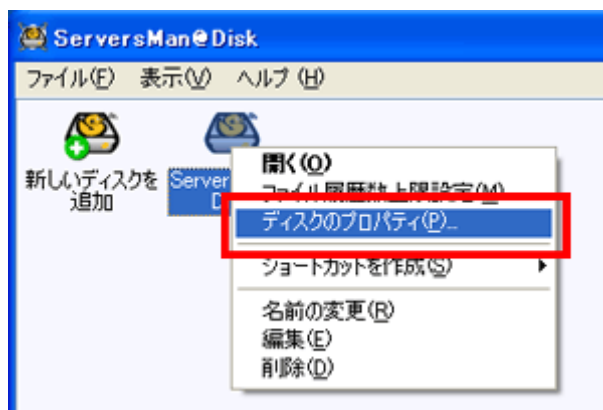 ServersMan@Disk
ファイル(F) 表示(V) ヘルプ (H)
新しいディスクを
追加
Server
D
開く(O)
ファイル履歴数上限設定(M)
ディスクのプロパティ(P)...
ショートカットを作成(S)
名前の変更(R)
編集(E)
削除(D)